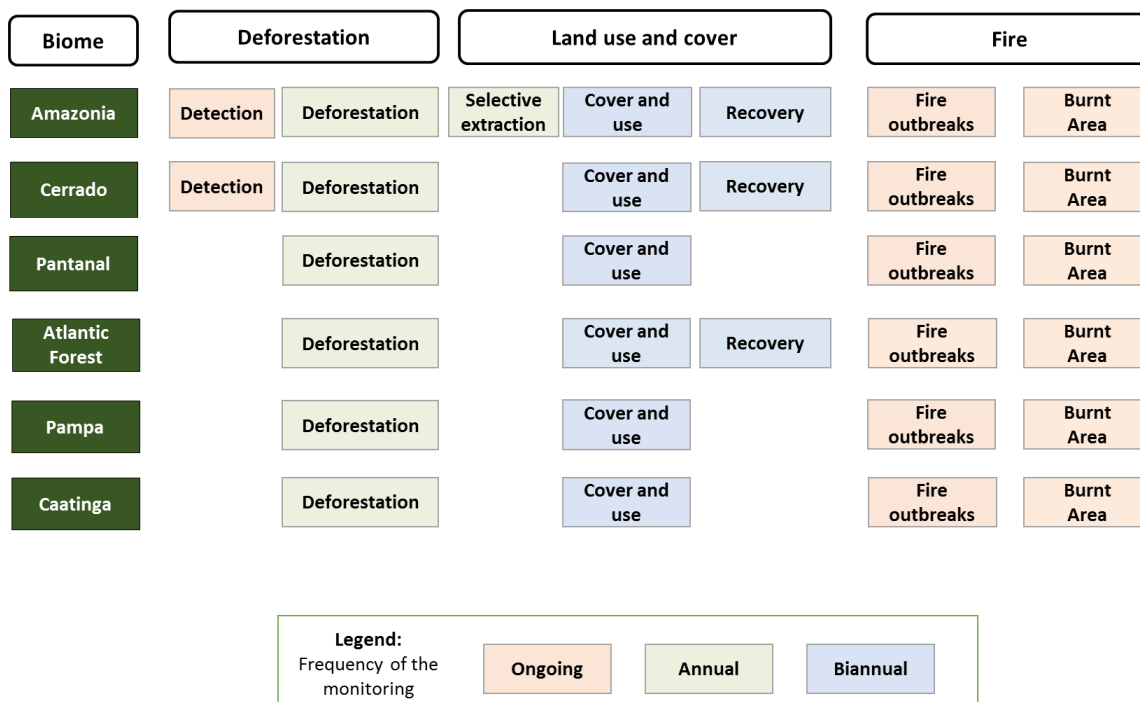 Biome
Deforestation
Land use and cover
Fire
Amazonia
Detection
Deforestation
Selective
extraction
Cover and
use
Recovery
Fire
outbreaks
Burnt
Area
Cerrado
Detection
Deforestation
Cover and
use
Recovery
Fire
outbreaks
Burnt
Area
Pantanal
Deforestation
Cover and
use
Fire
outbreaks
Burnt
Area
Atlantic
Forest
Deforestation
Cover and
use
Recovery
Fire
outbreaks
Burnt
Area
Pampa
Deforestation
Cover and
use
Fire
outbreaks
Burnt
Area
Caatinga
Deforestation
Cover and
use
Fire
outbreaks
Burnt
Area
Legend:
Frequency of the
monitoring
Ongoing
Annual
Biannual